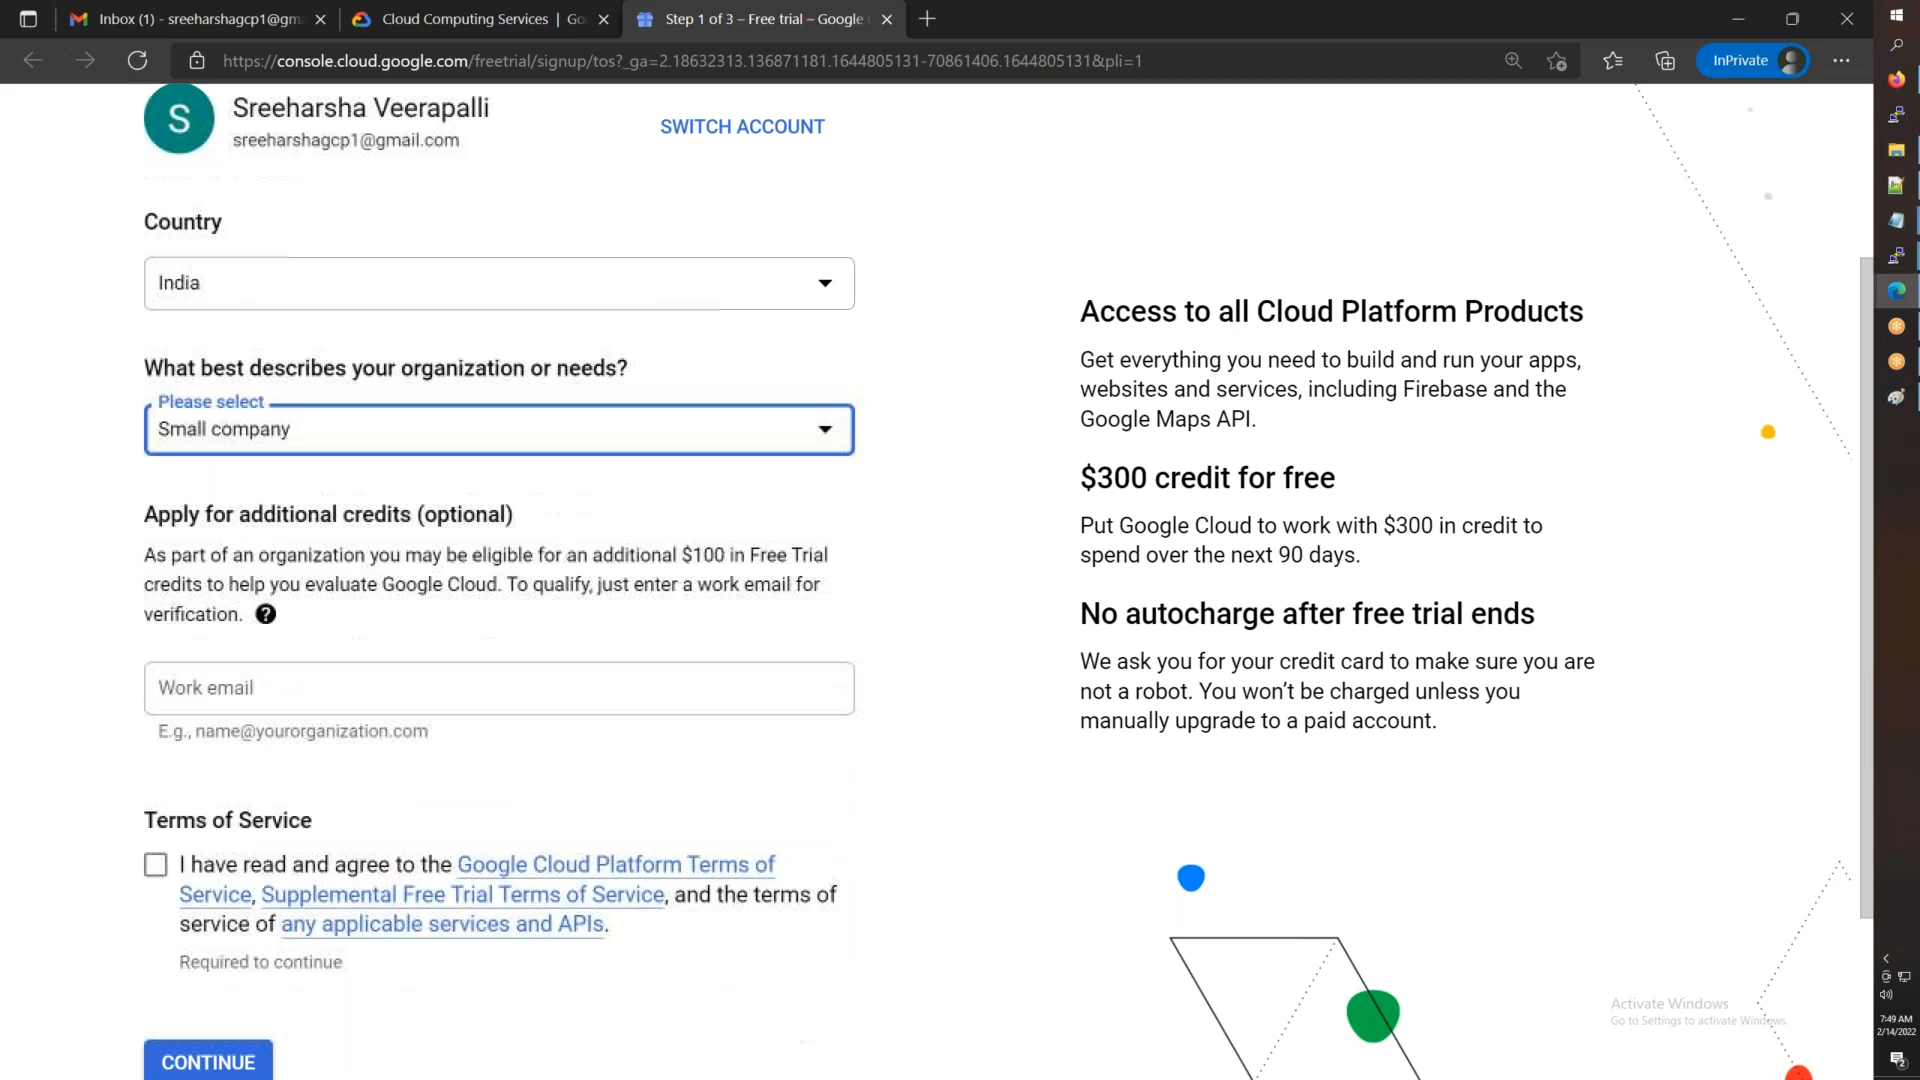 Inbox (1) - sreeharshagcp1@gm
Cloud Computing Services | Go
Step 1 of 3 – Free trial – Google
https://console.cloud.google.com/freetrial/signup/tos?_ga=2.18632313.136871181.1644805131-70861406.1644805131&pli=1
InPrivate
S
Sreeharsha Veerapalli
sreeharshagcp1@gmail.com
SWITCH ACCOUNT
Country
India
What best describes your organization or needs?
Please select
Small company
Apply for additional credits (optional)
As part of an organization you may be eligible for an additional $100 in Free Trial
credits to help you evaluate Google Cloud. To qualify, just enter a work email for
verification. ?
Work email
E.g., name@yourorganization.com
Terms of Service
I have read and agree to the Google Cloud Platform Terms of
Service, Supplemental Free Trial Terms of Service, and the terms of
service of any applicable services and APIs.
Required to continue
CONTINUE
Access to all Cloud Platform Products
Get everything you need to build and run your apps,
websites and services, including Firebase and the
Google Maps API.
$300 credit for free
Put Google Cloud to work with $300 in credit to
spend over the next 90 days.
No autocharge after free trial ends
We ask you for your credit card to make sure you are
not a robot. You won’t be charged unless you
manually upgrade to a paid account.
Activate Windows
Go to Settings to activate Windows.
7:49 AM
2/14/2022
2